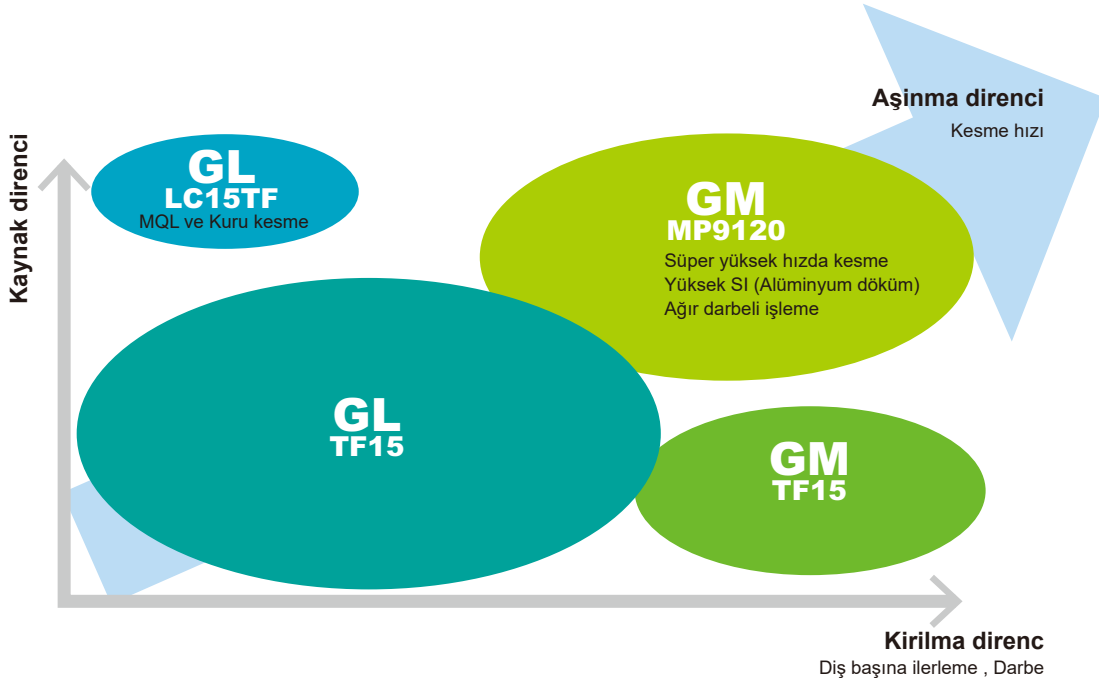 Aşinma direnci
Kesme hızı
Kaynak direnci
GL
LC15TF
MQL ve Kuru kesme
GM
MP9120
Süper yüksek hızda kesme
Yüksek SI (Alüminyum döküm)
Ağır darbeli işleme
GL
TF15
GM
TF15
Kirilma direnc
Diş başına ilerleme , Darbe